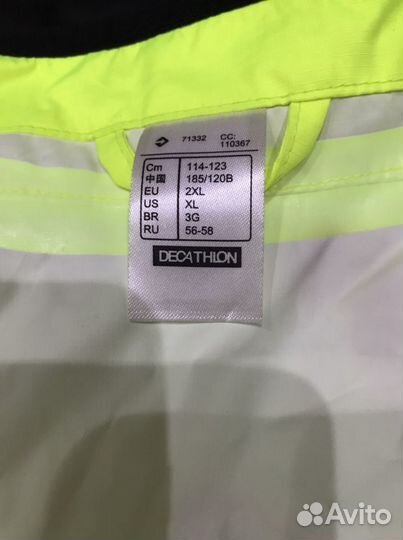 71332 CC: 110367
Cm 114-123
中国 185/120B
EU 2XL
US XL
BR 3G
RU 56-58
DECATHLON
Avito